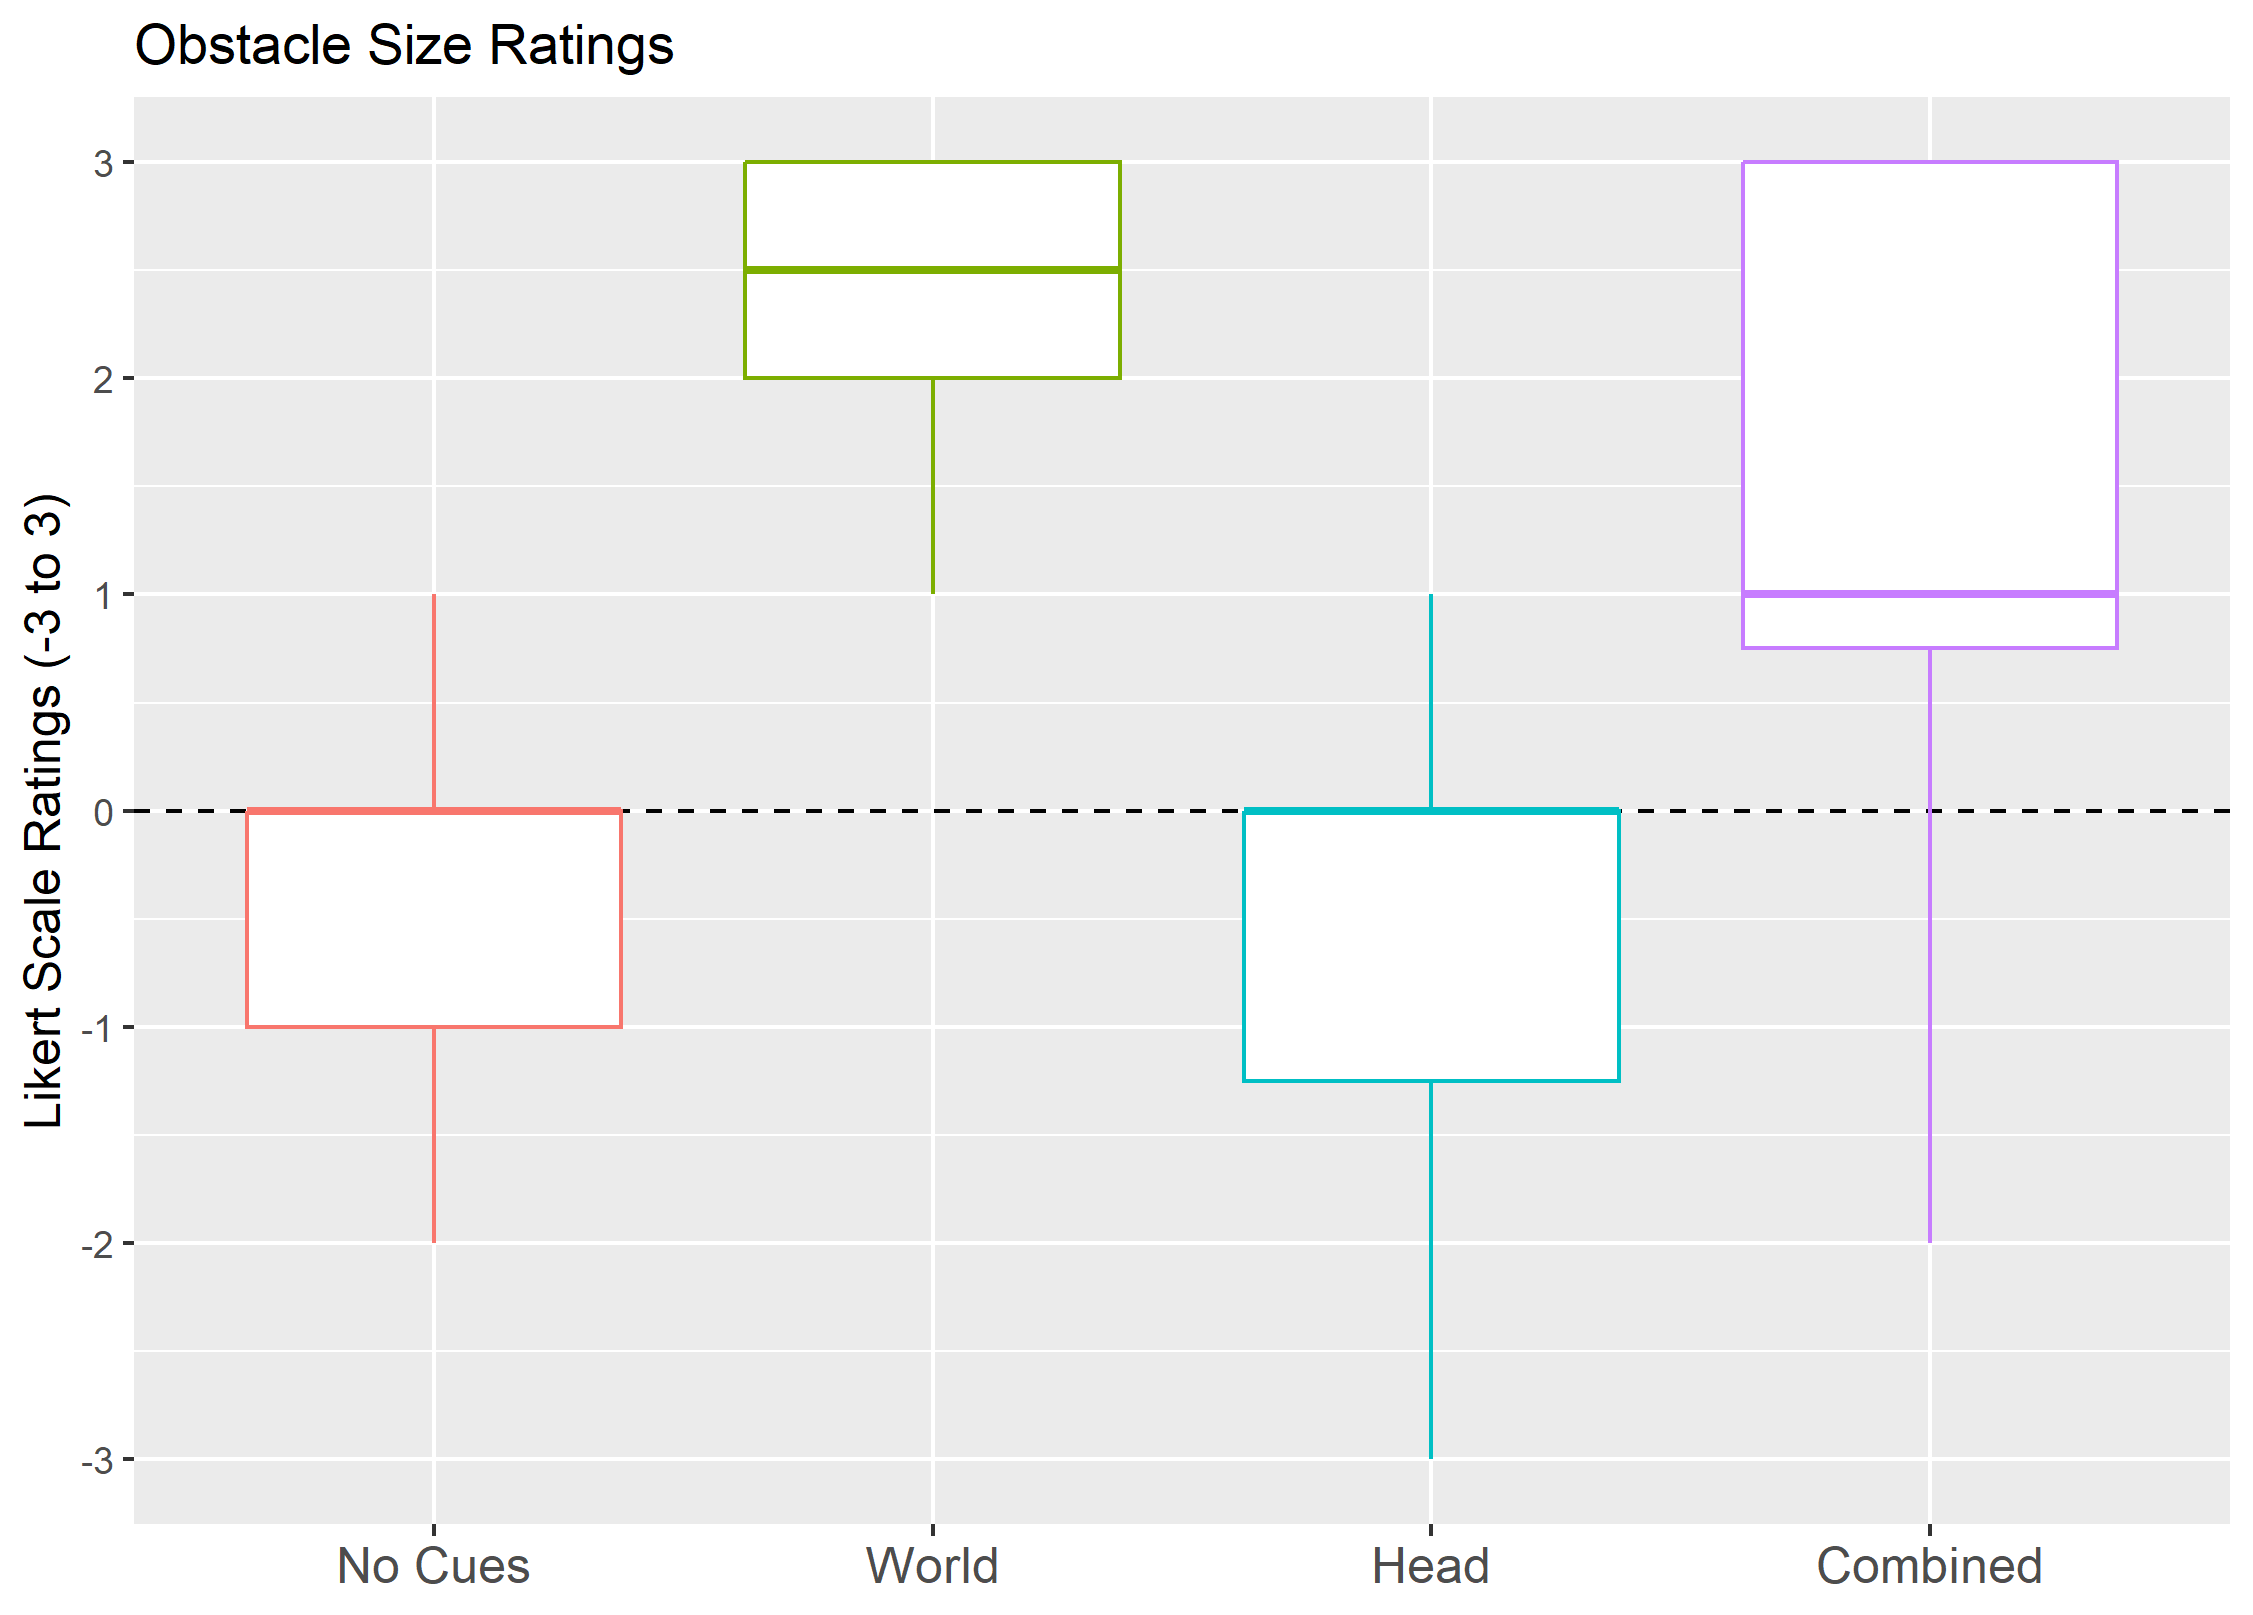 Obstacle Size Ratings
Likert Scale Ratings (-3 to 3)
3
2
1
0
-1
-2
-3
No Cues World Head Combined